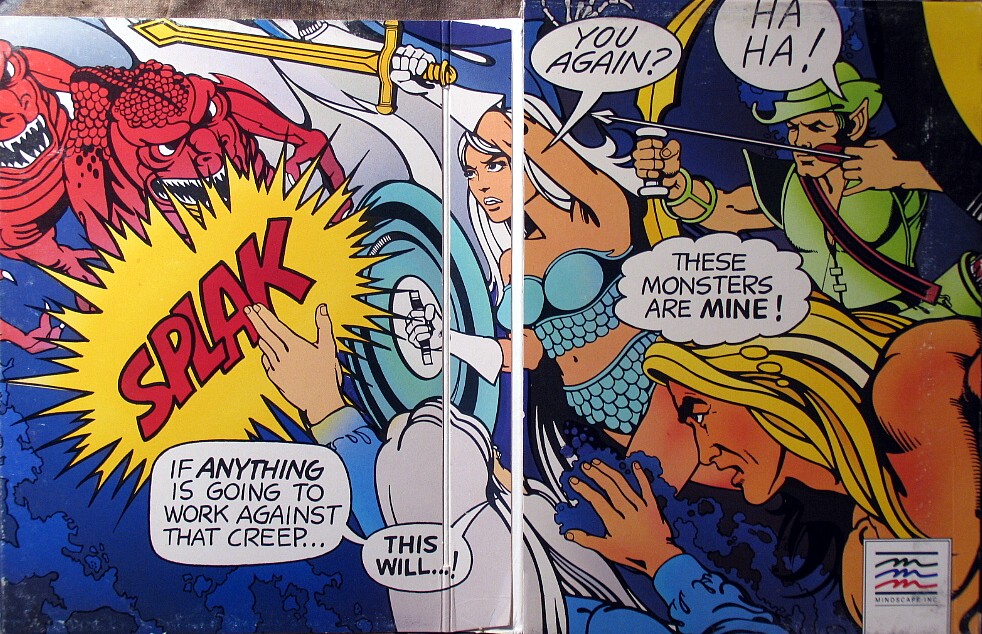 YOU
AGAIN?
HA
HA!
SPLAK
THESE
MONSTERS
ARE MINE!
IF ANYTHING
IS GOING TO
WORK AGAINST
THAT CREEP...
THIS
WILL...!
MINDSCAPE INC.